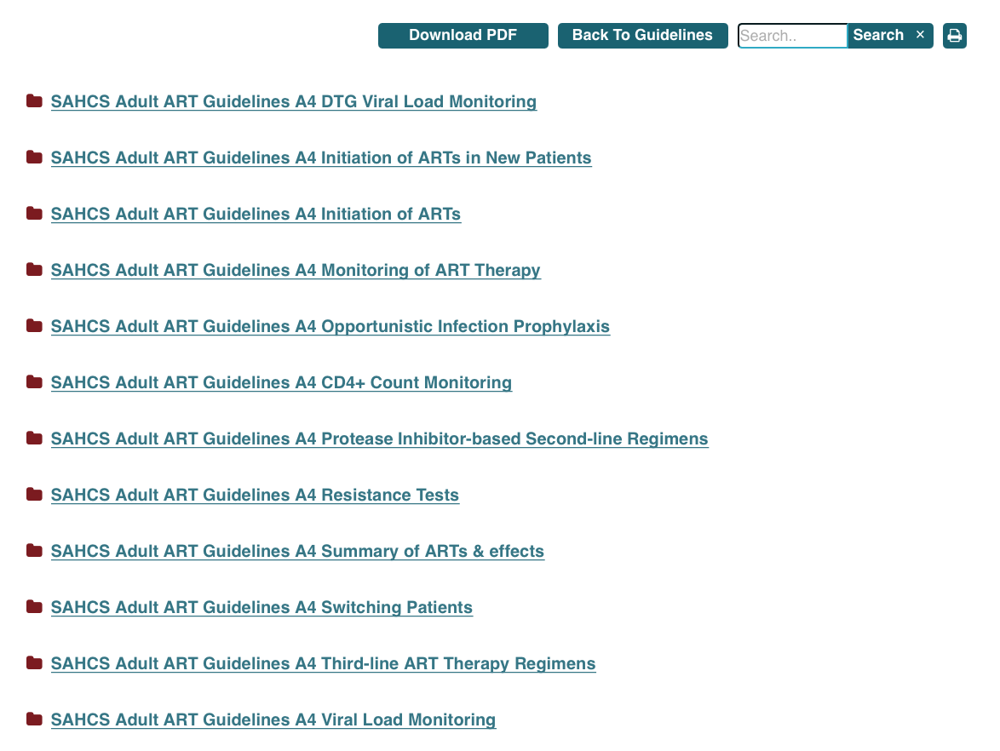 Download PDF Back To Guidelines Search.. Search ×
SAHCS Adult ART Guidelines A4 DTG Viral Load Monitoring
SAHCS Adult ART Guidelines A4 Initiation of ARTs in New Patients
SAHCS Adult ART Guidelines A4 Initiation of ARTs
SAHCS Adult ART Guidelines A4 Monitoring of ART Therapy
SAHCS Adult ART Guidelines A4 Opportunistic Infection Prophylaxis
SAHCS Adult ART Guidelines A4 CD4+ Count Monitoring
SAHCS Adult ART Guidelines A4 Protease Inhibitor-based Second-line Regimens
SAHCS Adult ART Guidelines A4 Resistance Tests
SAHCS Adult ART Guidelines A4 Summary of ARTs & effects
SAHCS Adult ART Guidelines A4 Switching Patients
SAHCS Adult ART Guidelines A4 Third-line ART Therapy Regimens
SAHCS Adult ART Guidelines A4 Viral Load Monitoring